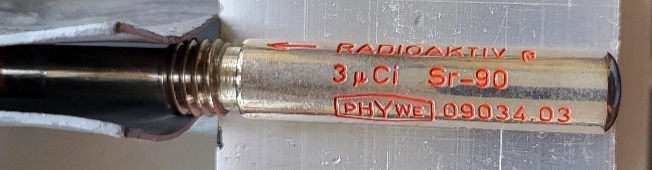 ← RADIOAKTIV β
3 µCi Sr-90
PHYWE 09034.03